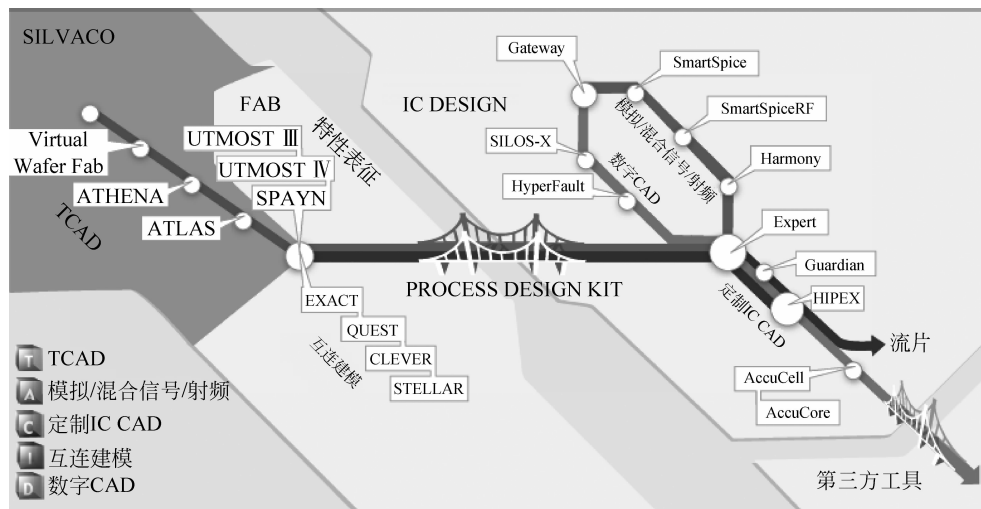 SILVACO
FAB
IC DESIGN
Gateway
SmartSpice
SmartSpiceRF
Harmony
模拟/混合信号/射频
SILOS-X
HyperFault
数字CAD
Virtual
Wafer Fab
ATHENA
ATLAS
TCAD
UTMOST Ⅲ
UTMOST Ⅳ
SPAYN
特性表征
PROCESS DESIGN KIT
Expert
Guardian
HIPEX
定制IC CAD
流片
EXACT
QUEST
CLEVER
STELLAR
互连建模
AccuCell
AccuCore
第三方工具
T TCAD
A 模拟/混合信号/射频
C 定制IC CAD
I 互连建模
D 数字CAD